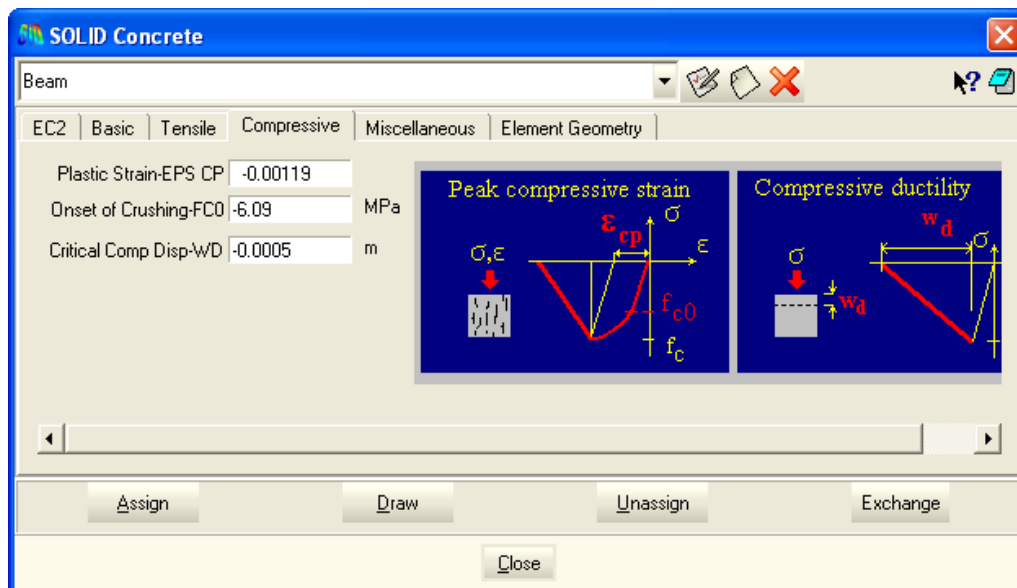 SOLID Concrete
Beam
EC2 Basic Tensile Compressive Miscellaneous Element Geometry
Plastic Strain-EPS CP -0.00119
Onset of Crushing-FC0 -6.09 MPa
Critical Comp Disp-WD -0.0005 m
Peak compressive strain
σ
ε cp
ε
σ,ε
f c0
f c
Compressive ductility
w d
σ
σ
w d
Assign Draw Unassign Exchange
Close